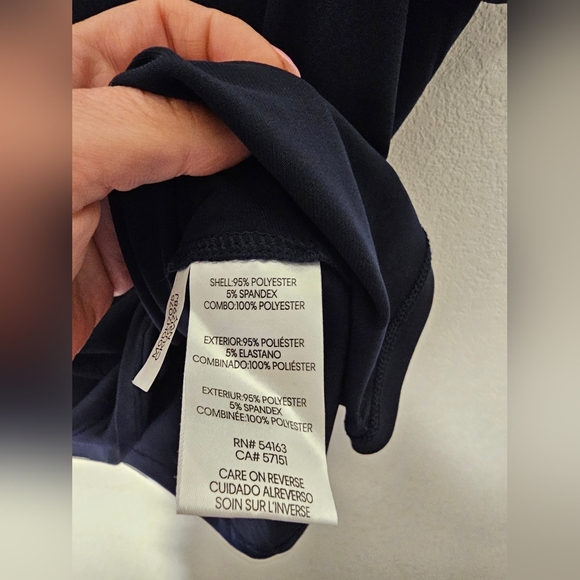 SHELL:95% POLYESTER
5% SPANDEX
COMBO:100% POLYESTER
EXTERIOR:95% POLIÉSTER
5% ELASTANO
COMBINADO:100% POLIÉSTER
EXTERIUR:95% POLYESTER
5% SPANDEX
COMBINÉE:100% POLYESTER
RN# 54163
CA# 57151
CARE ON REVERSE
CUIDADO ALREVERSO
SOIN SUR L'INVERSE